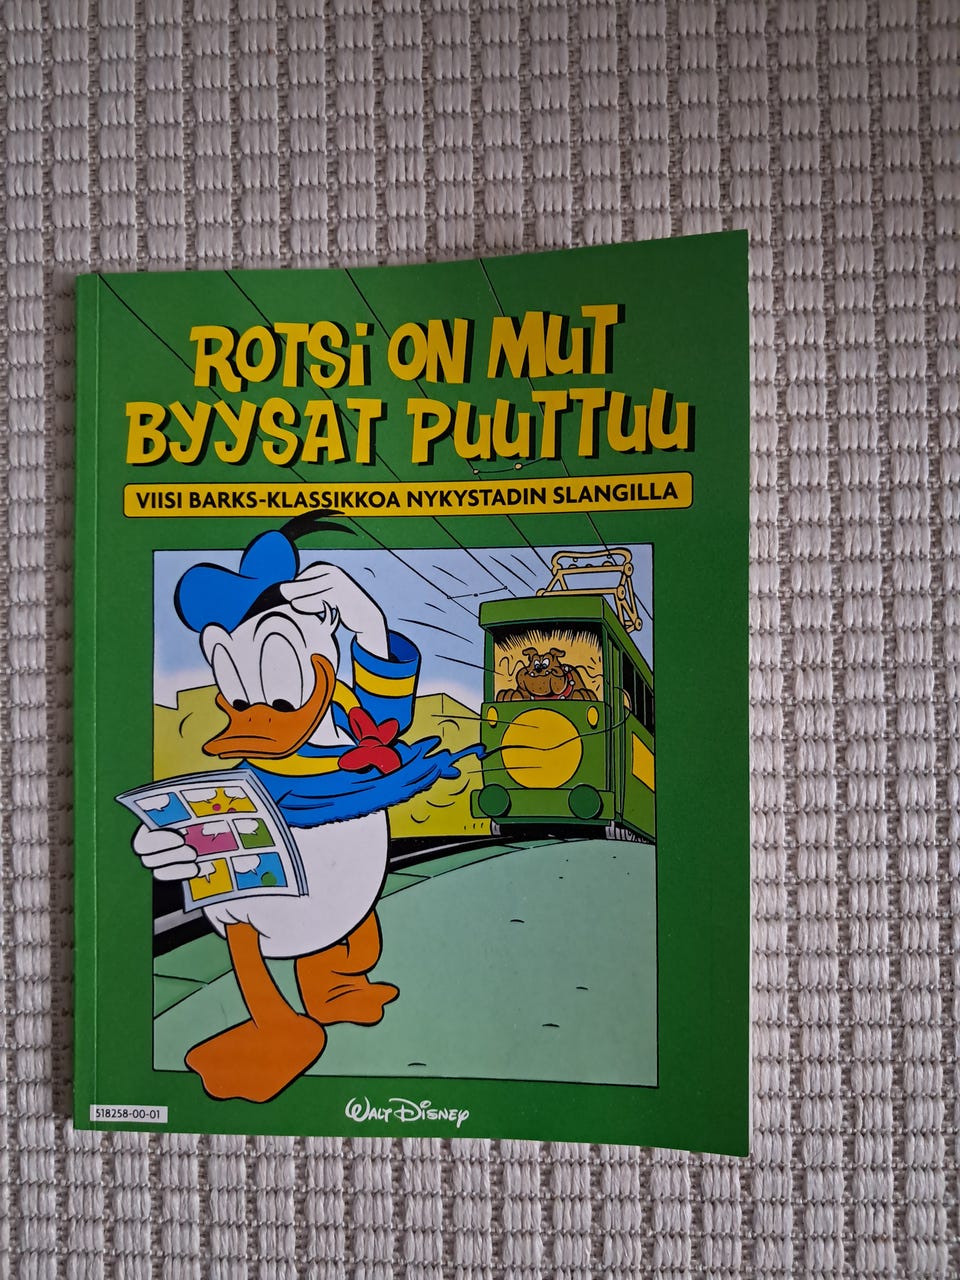 ROTSi ON MUT
BYYSAT PUUTTUU
VIISI BARKS-KLASSIKKOA NYKYSTADIN SLANGILLA
518258-00-01
WALT DISNEY